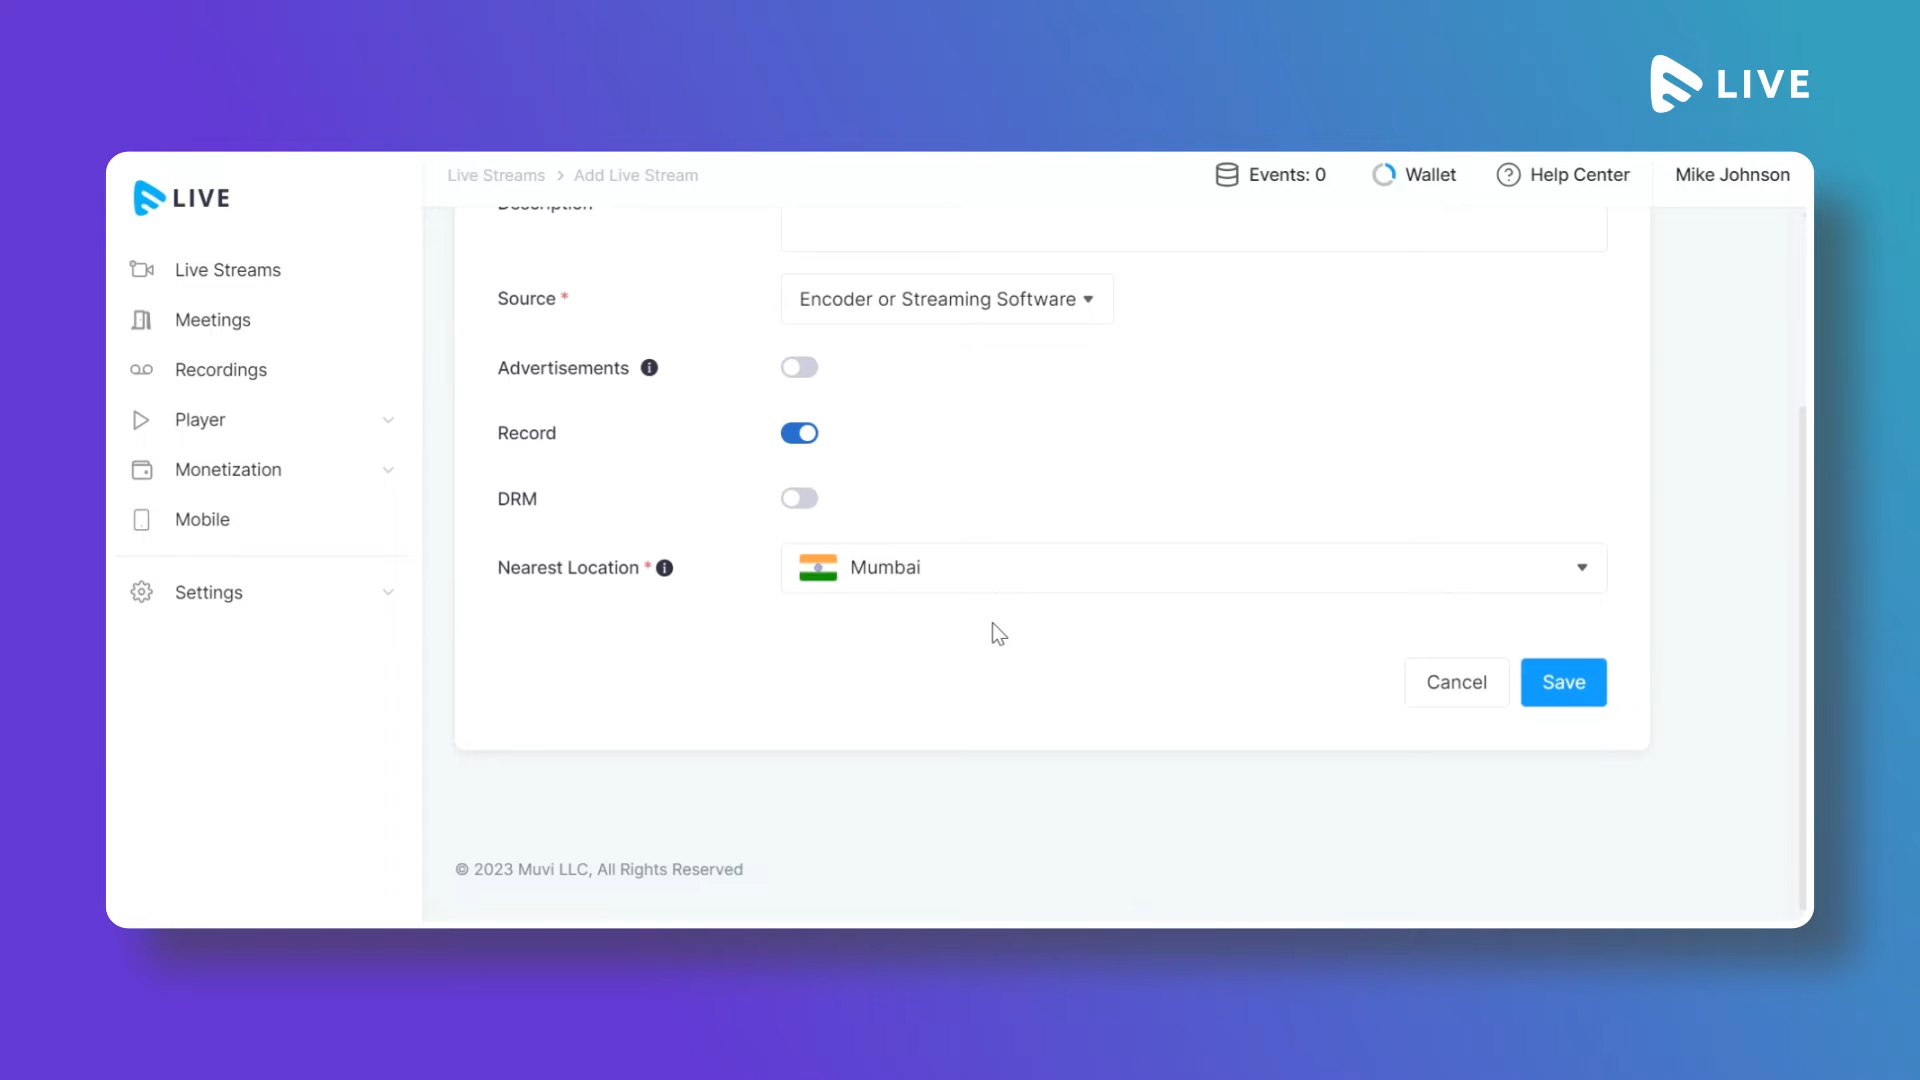 LIVE
LIVE
Live Streams > Add Live Stream
Events: 0
Wallet
Help Center
Mike Johnson
Live Streams
Meetings
Recordings
Player
Monetization
Mobile
Settings
Description
Source *
Encoder or Streaming Software
Advertisements
Record
DRM
Nearest Location *
Mumbai
Cancel
Save
© 2023 Muvi LLC, All Rights Reserved